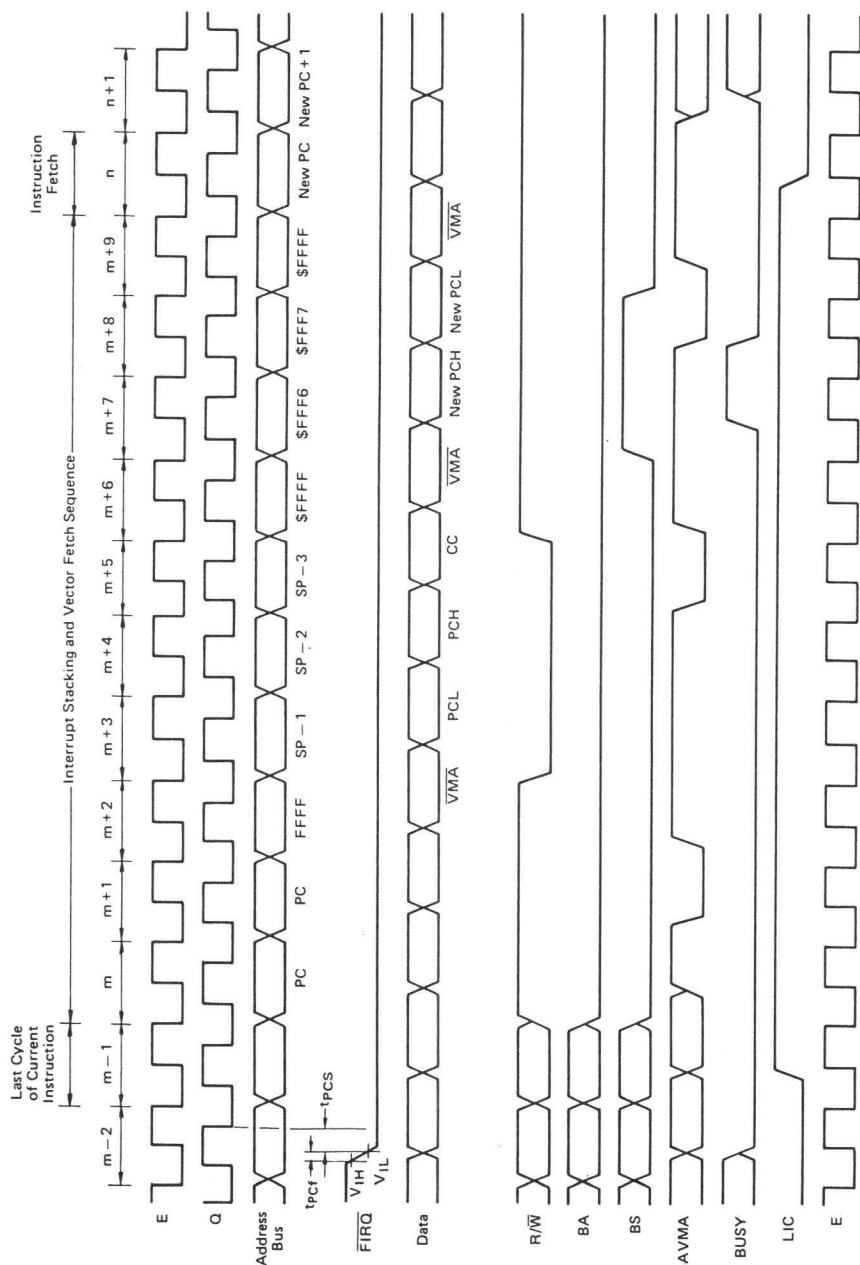 Last Cycle
of Current
Instruction
Interrupt Stacking and Vector Fetch Sequence
Instruction
Fetch
m-2
m-1
m
m+1
m+2
m+3
m+4
m+5
m+6
m+7
m+8
m+9
n
n+1
E
Q
Address
Bus
PC
PC
FFFF
SP-1
SP-2
SP-3
$FFFF
$FFF6
$FFF7
$FFFF
New PC
New PC+1
tPCf
tPCS
VIH
VIL
FIRQ
Data
VMA
PCL
PCH
CC
VMA
New PCH
New PCL
VMA
R/W
BA
BS
AVMA
BUSY
LIC
E